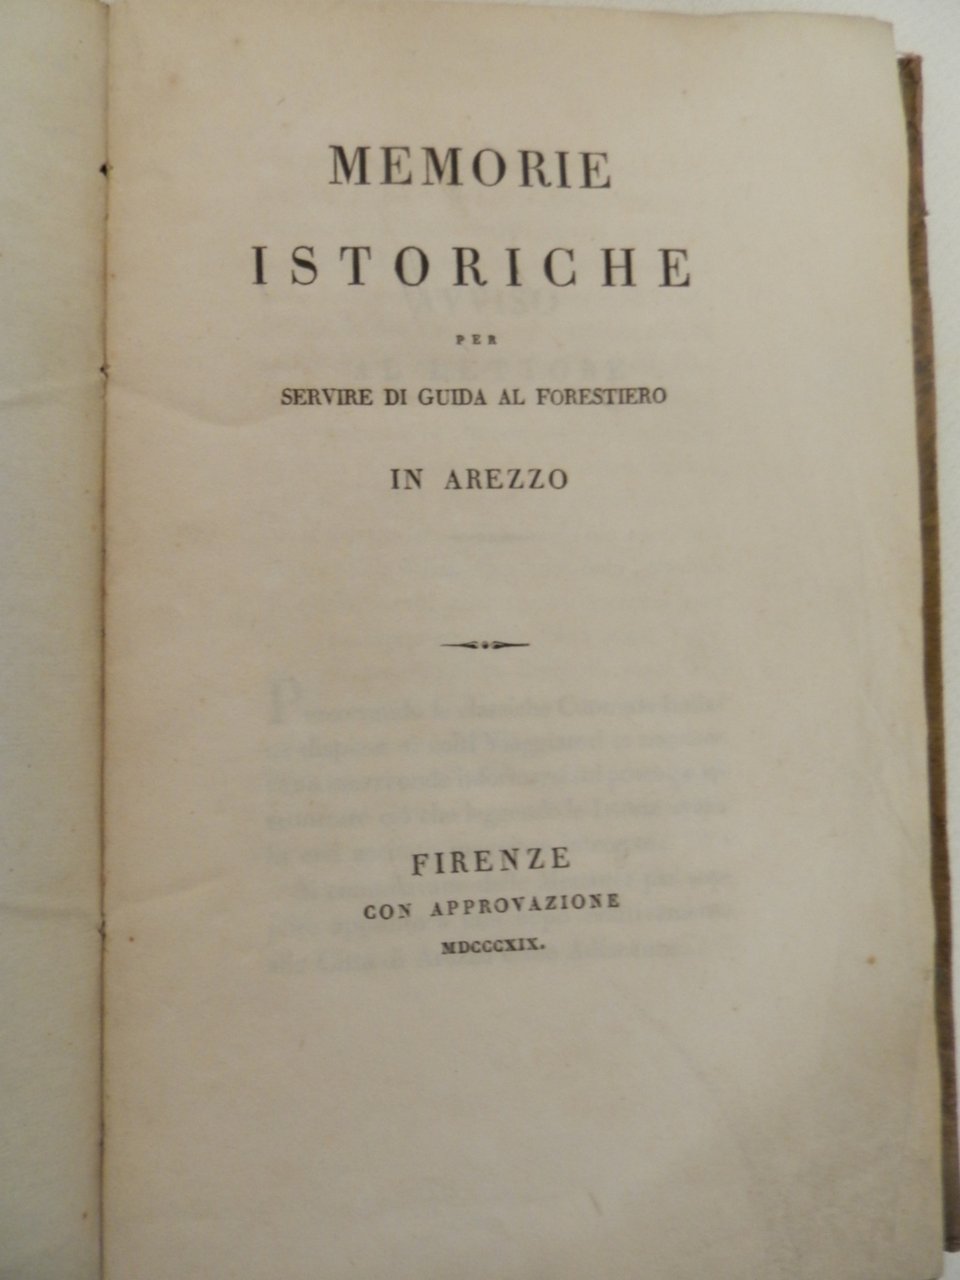 MEMORIE
ISTORICHE
PER
SERVIRE DI GUIDA AL FORESTIERO
IN AREZZO
FIRENZE
CON APPROVAZIONE
MDCCCXIX.